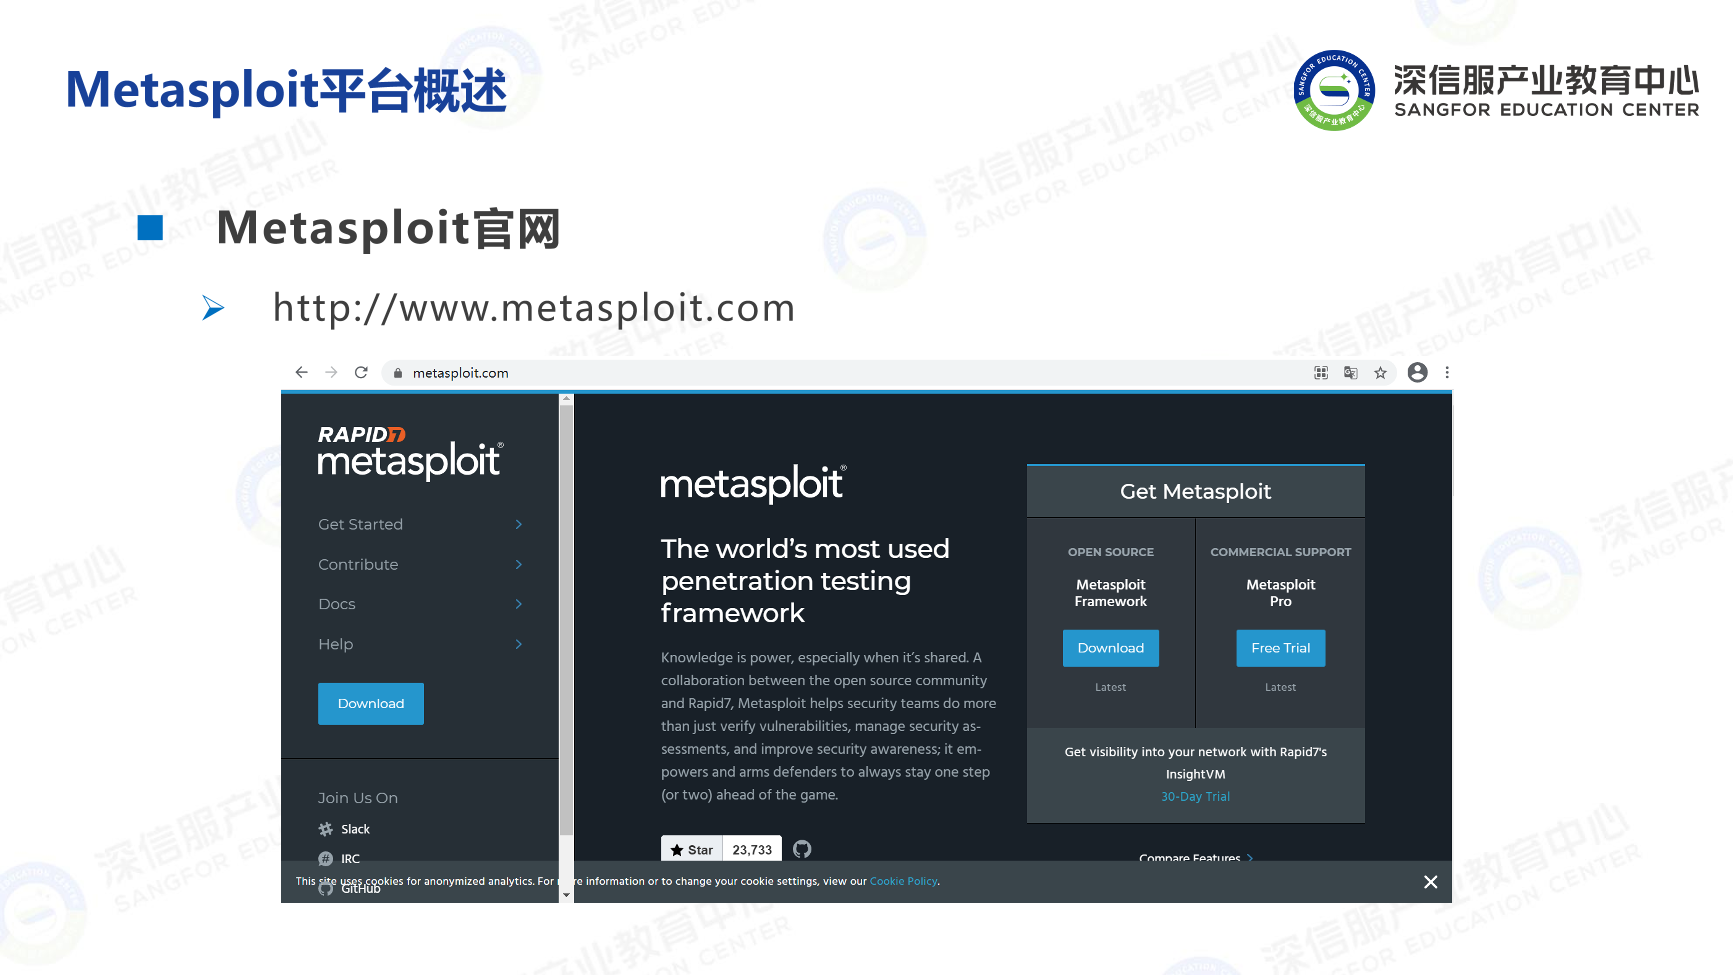 Metasploit平台概述
深信服产业教育中心
SANGFOR EDUCATION CENTER
Metasploit官网
http://www.metasploit.com
metasploit.com
RAPID7
metasploit®
Get Started
Contribute
Docs
Help
Download
Join Us On
Slack
IRC
GitHub
metasploit®
The world’s most used
penetration testing
framework
Knowledge is power, especially when it’s shared. A
collaboration between the open source community
and Rapid7, Metasploit helps security teams do more
than just verify vulnerabilities, manage security as-
sessments, and improve security awareness; it em-
powers and arms defenders to always stay one step
(or two) ahead of the game.
Star 23,733
Get Metasploit
OPEN SOURCE
Metasploit
Framework
Download
Latest
COMMERCIAL SUPPORT
Metasploit
Pro
Free Trial
Latest
Get visibility into your network with Rapid7's
InsightVM
30-Day Trial
Compare Features
This site uses cookies for anonymized analytics. For re information or to change your cookie settings, view our Cookie Policy.